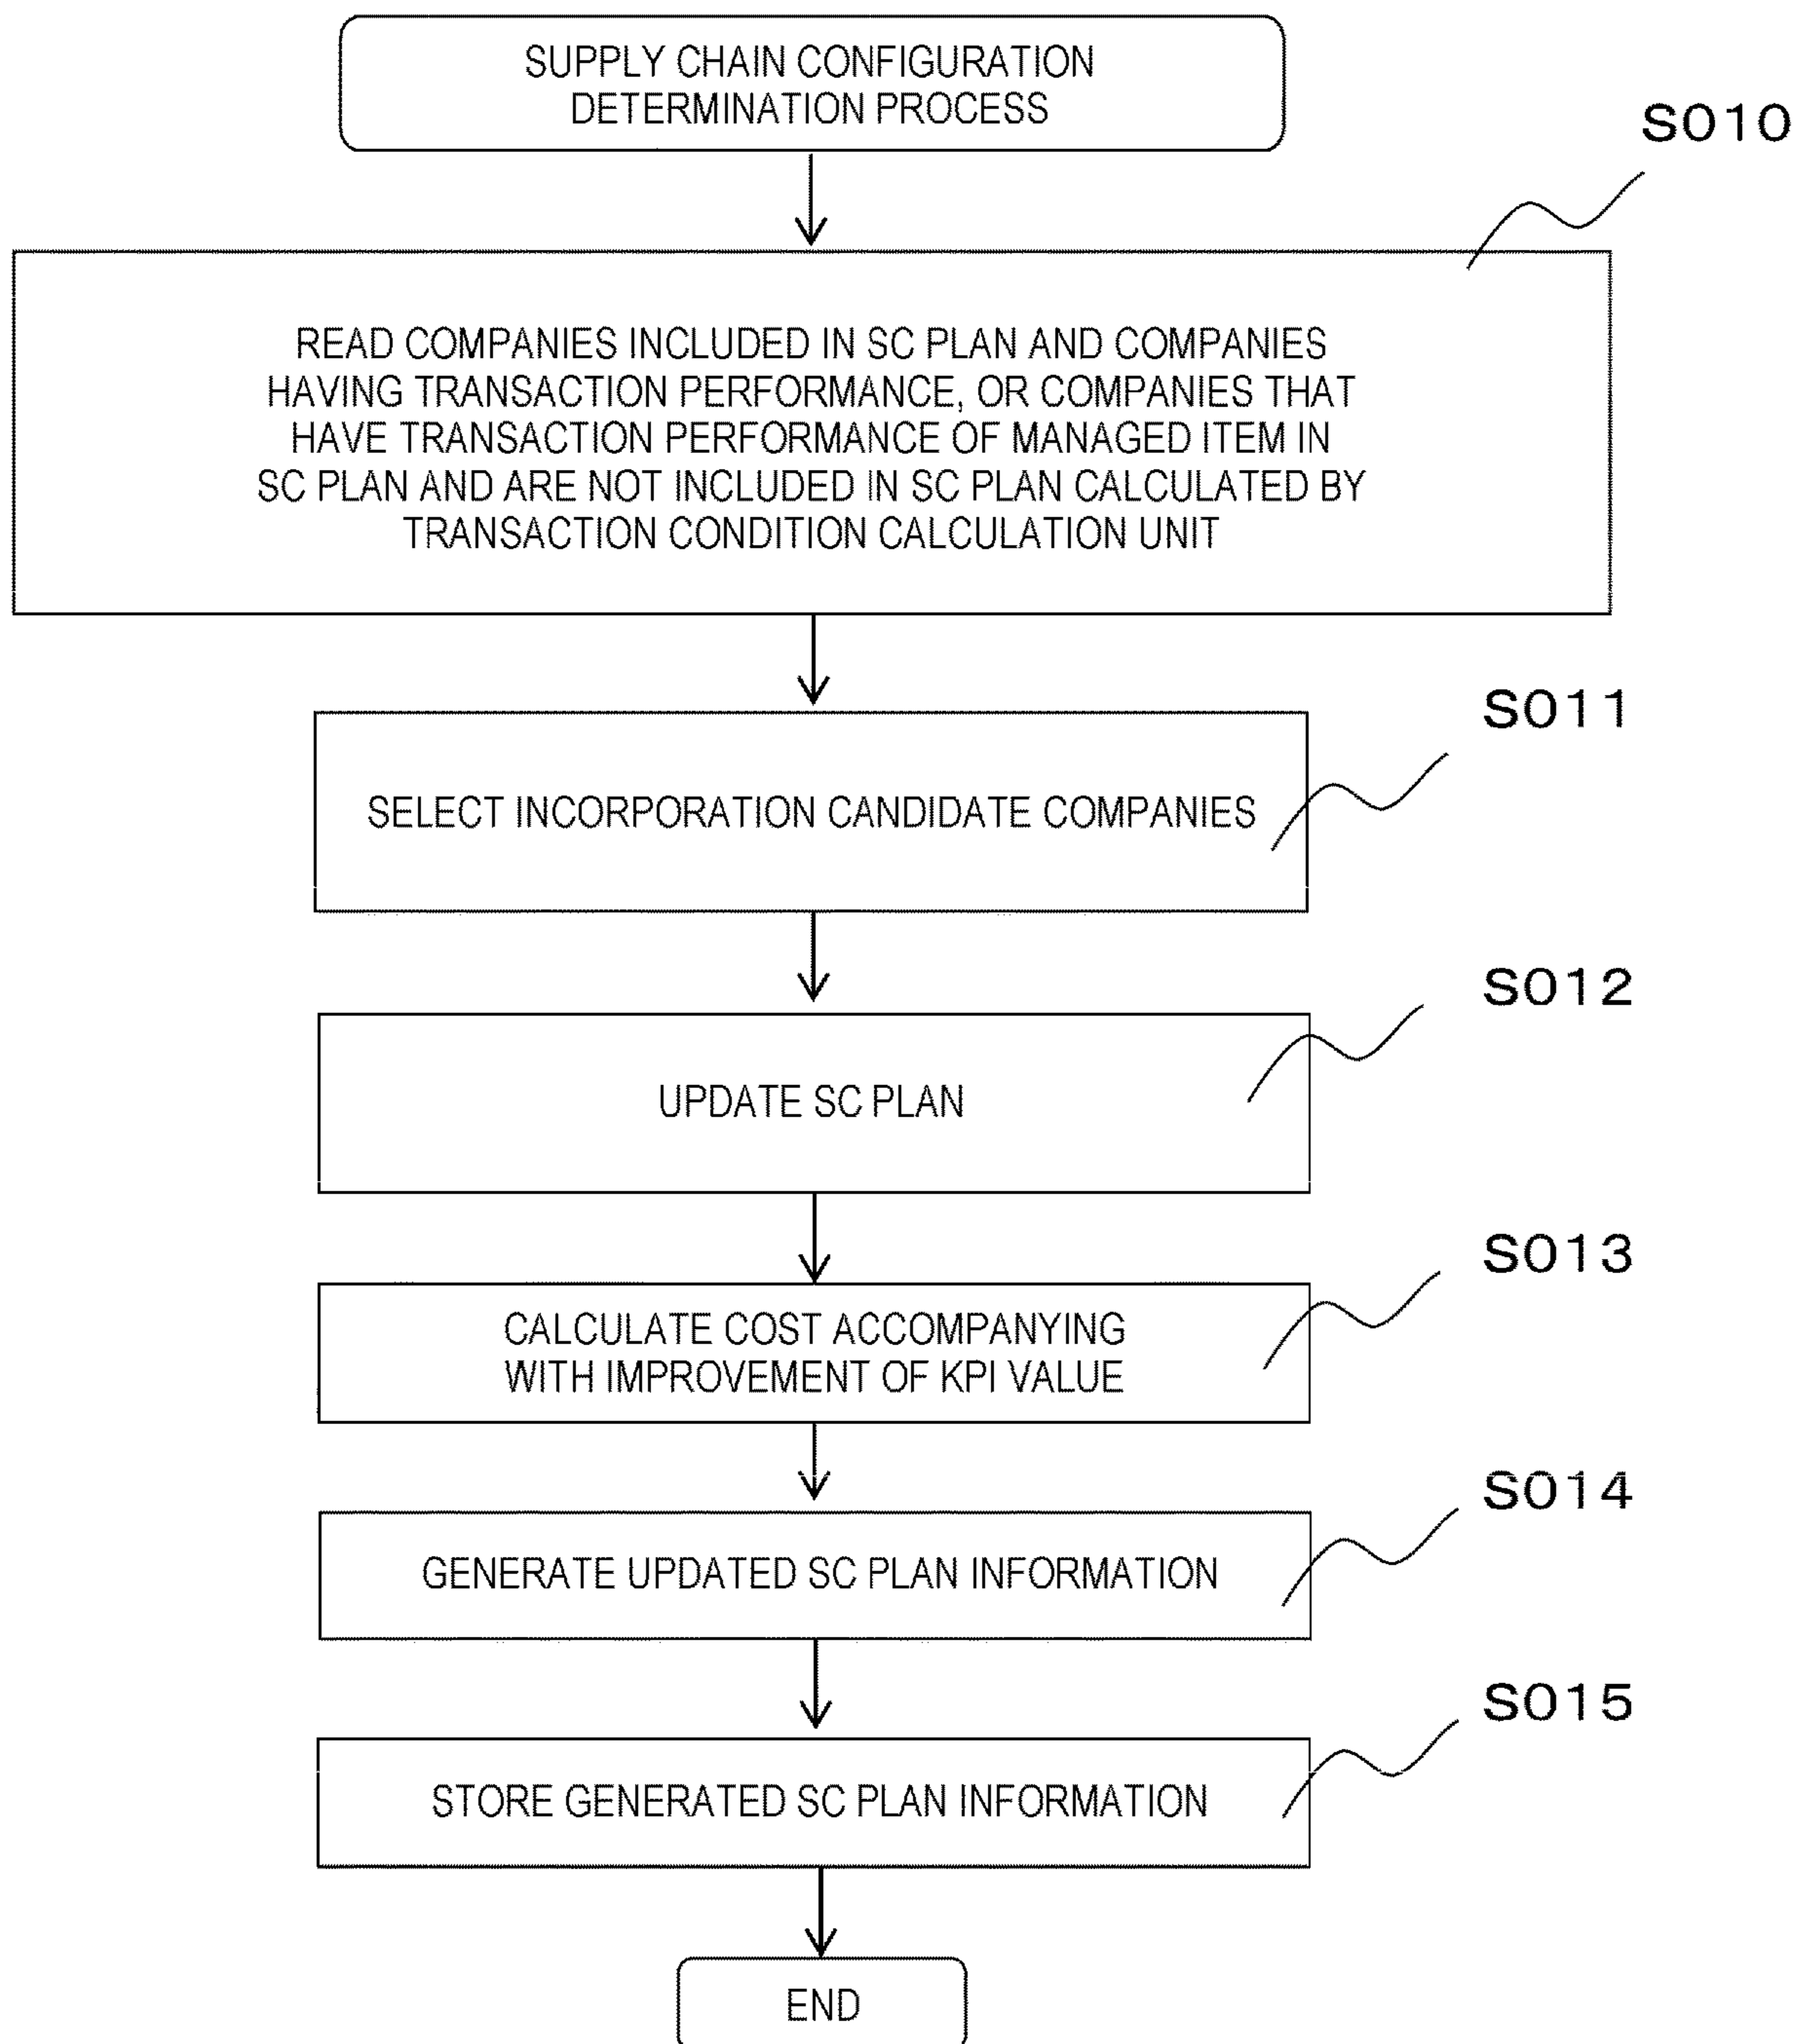 SUPPLY CHAIN CONFIGURATION
DETERMINATION PROCESS
S010
READ COMPANIES INCLUDED IN SC PLAN AND COMPANIES
HAVING TRANSACTION PERFORMANCE, OR COMPANIES THAT
HAVE TRANSACTION PERFORMANCE OF MANAGED ITEM IN
SC PLAN AND ARE NOT INCLUDED IN SC PLAN CALCULATED BY
TRANSACTION CONDITION CALCULATION UNIT
S011
SELECT INCORPORATION CANDIDATE COMPANIES
S012
UPDATE SC PLAN
S013
CALCULATE COST ACCOMPANYING
WITH IMPROVEMENT OF KPI VALUE
S014
GENERATE UPDATED SC PLAN INFORMATION
S015
STORE GENERATED SC PLAN INFORMATION
END